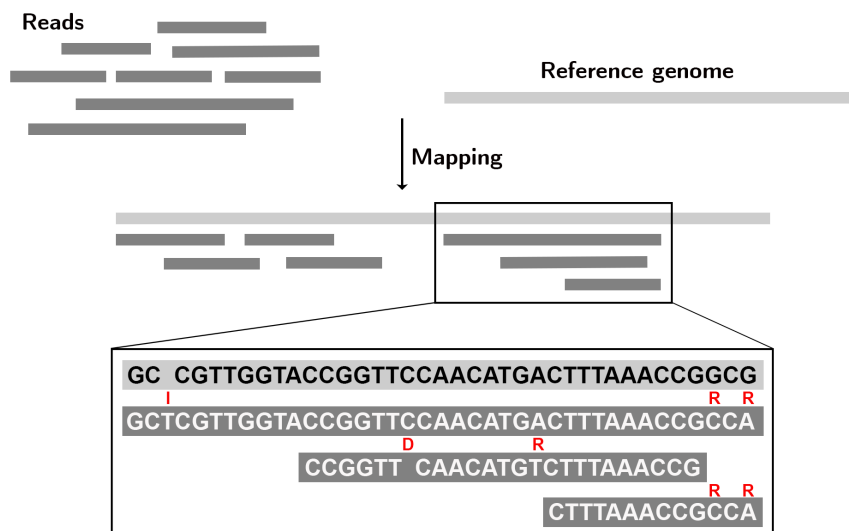 Reads
Reference genome
Mapping
GC CGTTGGTACCGGTTCCAACATGACTTTAAACCGGCG
I R R
GCTCGTTGGTACCGGTTCCAACATGACTTTAAACCGCCA
D R
CCGGTT CAACATGTCTTTAAACCG
R R
CTTTAAACCGCCA